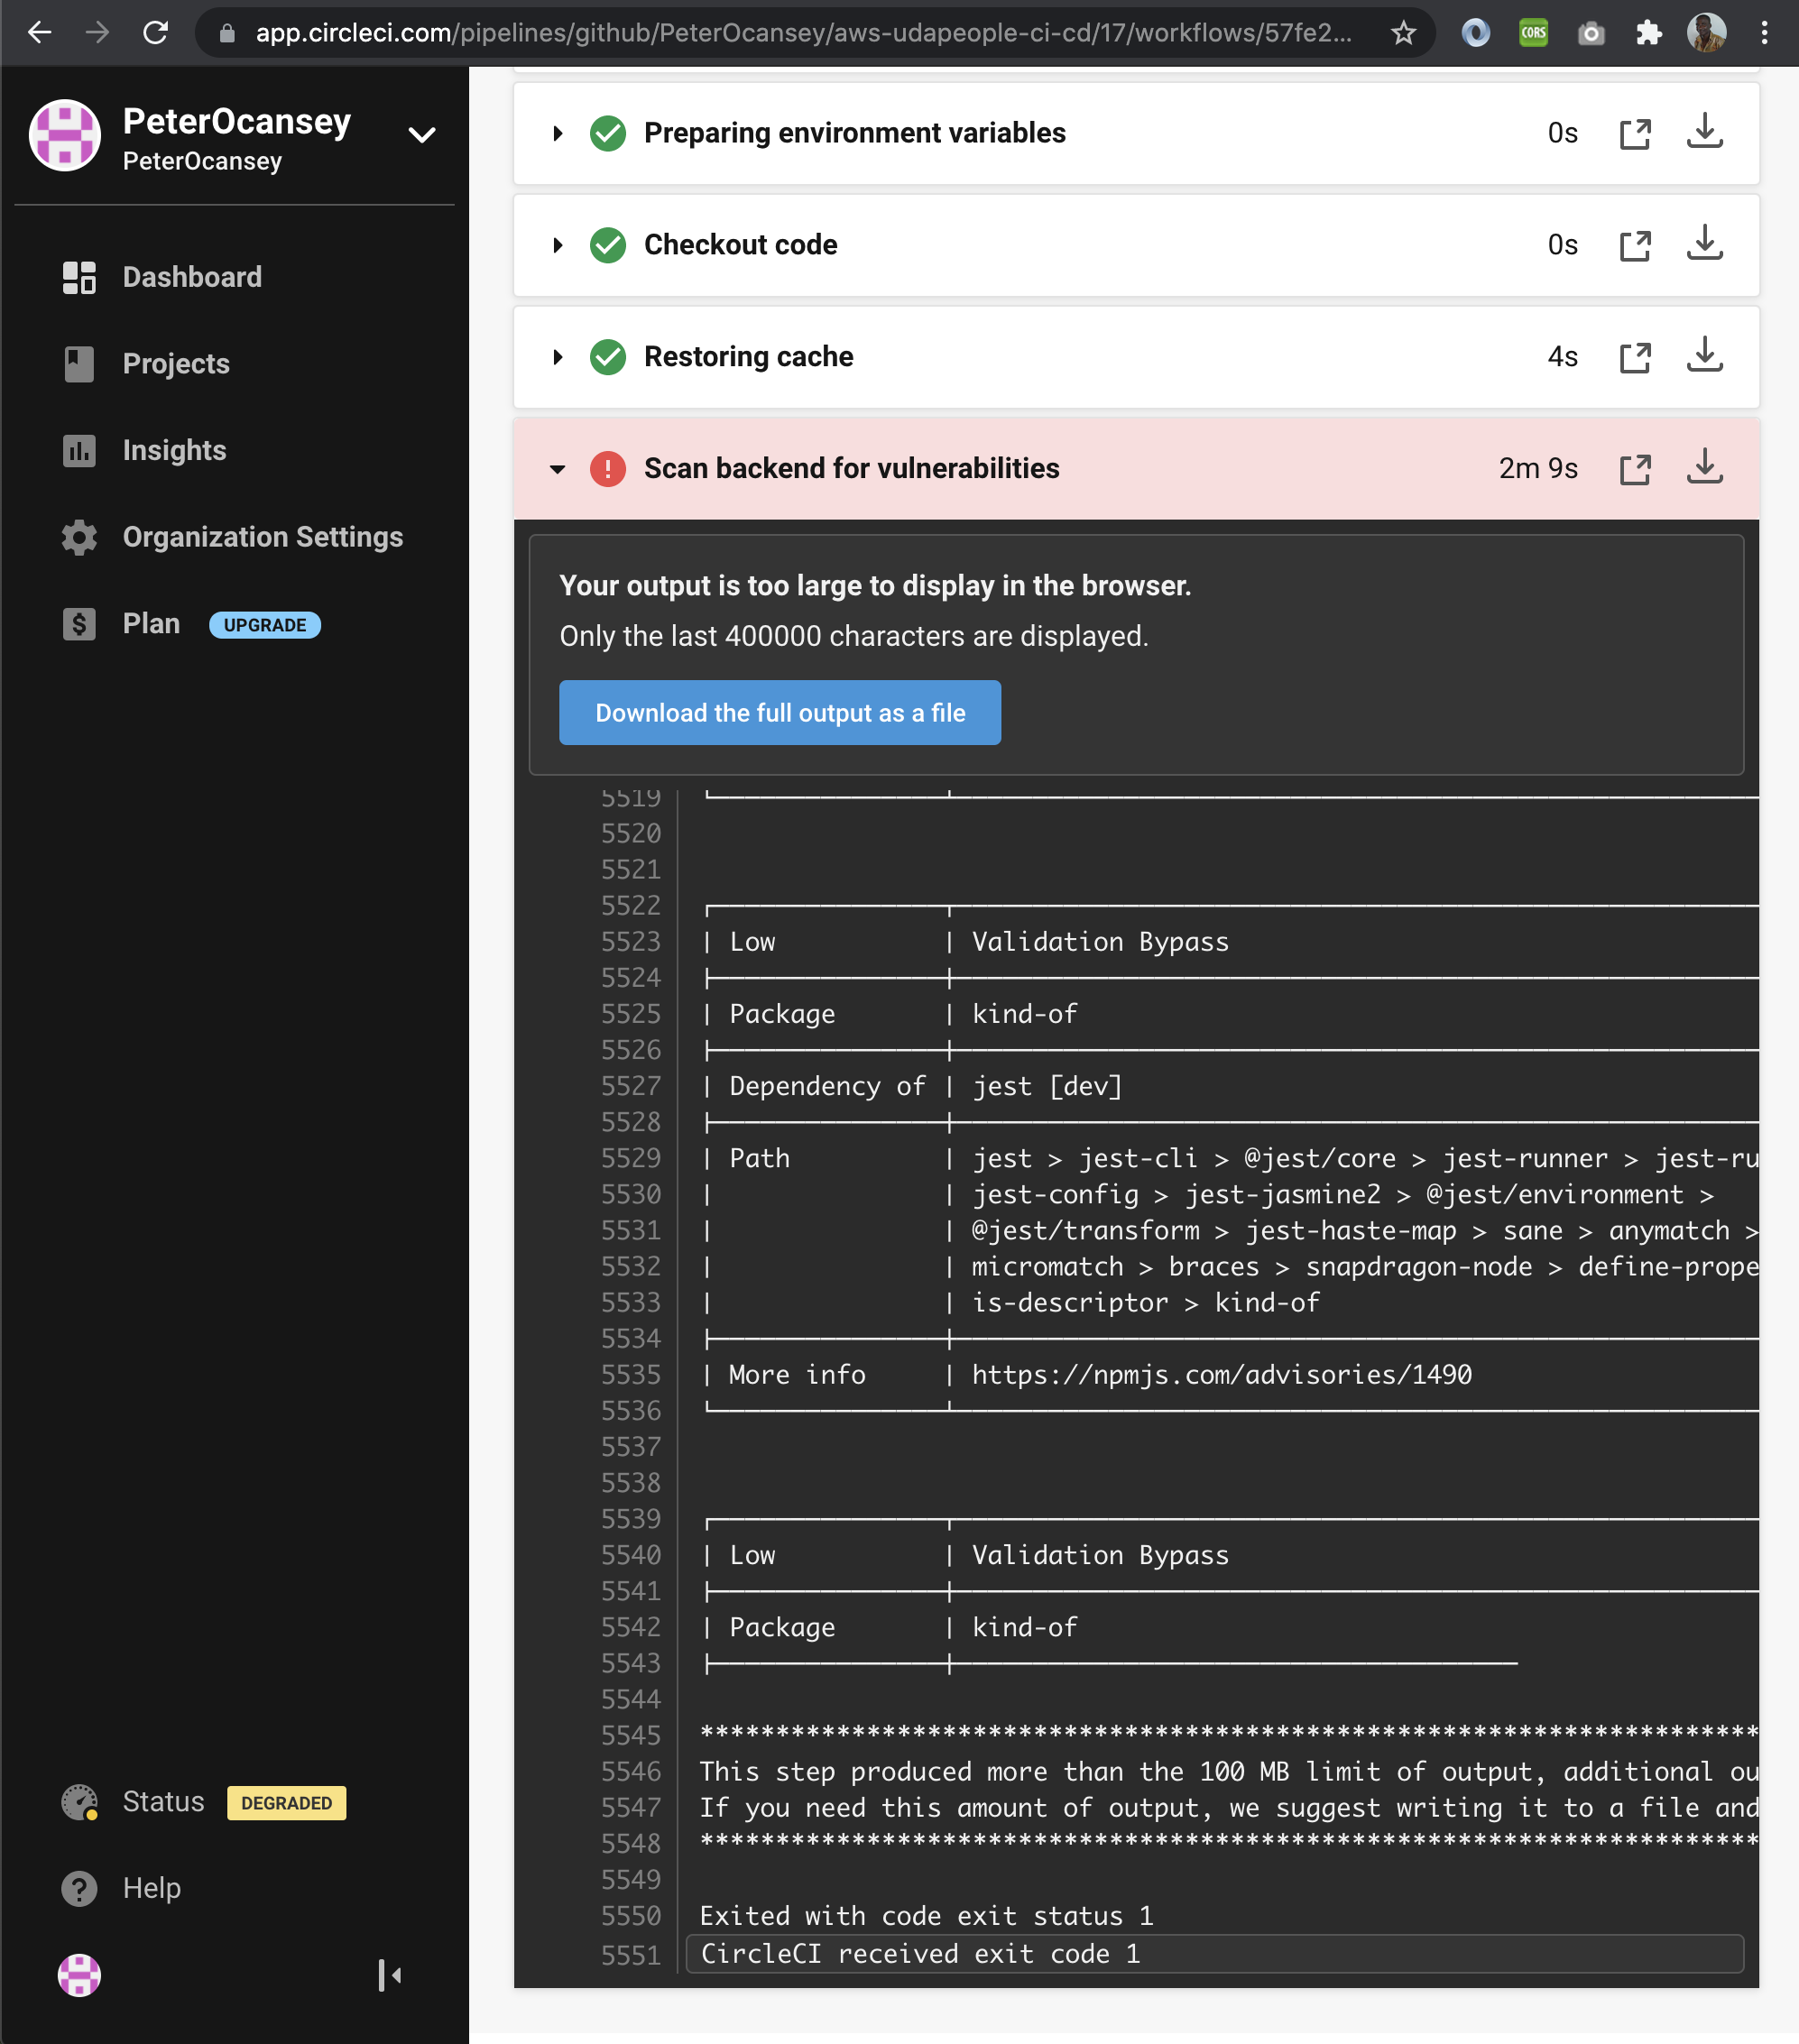 app.circleci.com/pipelines/github/PeterOcansey/aws-udapeople-ci-cd/17/workflows/57fe2...
CORS
PeterOcansey
PeterOcansey
Dashboard
Projects
Insights
Organization Settings
Plan UPGRADE
Status DEGRADED
Help
Preparing environment variables 0s
Checkout code 0s
Restoring cache 4s
Scan backend for vulnerabilities 2m 9s
Your output is too large to display in the browser.
Only the last 400000 characters are displayed.
Download the full output as a file
5519
5520
5521
5522
5523 | Low | Validation Bypass
5524
5525 | Package | kind-of
5526
5527 | Dependency of | jest [dev]
5528
5529 | Path | jest > jest-cli > @jest/core > jest-runner > jest-ru
5530 | | jest-config > jest-jasmine2 > @jest/environment >
5531 | | @jest/transform > jest-haste-map > sane > anymatch >
5532 | | micromatch > braces > snapdragon-node > define-prope
5533 | | is-descriptor > kind-of
5534
5535 | More info | https://npmjs.com/advisories/1490
5536
5537
5538
5539
5540 | Low | Validation Bypass
5541
5542 | Package | kind-of
5543
5544
5545 **********************************************************************
5546 This step produced more than the 100 MB limit of output, additional ou
5547 If you need this amount of output, we suggest writing it to a file and
5548 **********************************************************************
5549
5550 Exited with code exit status 1
5551 CircleCI received exit code 1